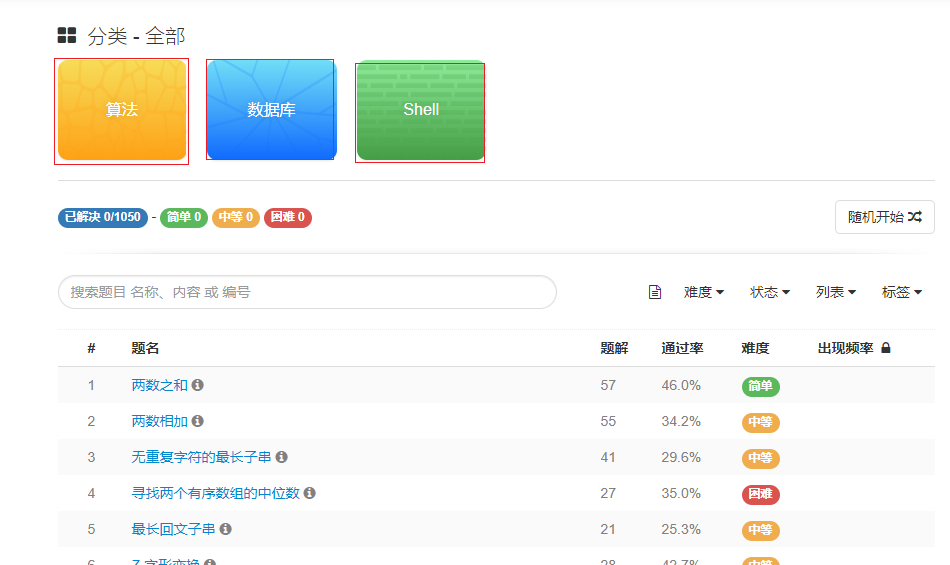 分类 - 全部
算法 数据库 Shell
已解决 0/1050 - 简单 0 中等 0 困难 0 随机开始
搜索题目 名称、内容 或 编号 难度 状态 列表 标签
# 题名 题解 通过率 难度 出现频率
1 两数之和 57 46.0% 简单
2 两数相加 55 34.2% 中等
3 无重复字符的最长子串 41 29.6% 中等
4 寻找两个有序数组的中位数 27 35.0% 困难
5 最长回文子串 21 25.3% 中等
6 Z 字形变换 28 42.7% 中等